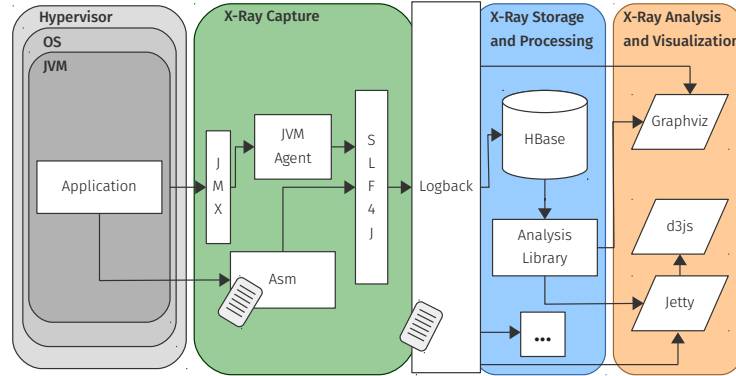 Hypervisor
OS
JVM
Application
X-Ray Capture
J
M
X
JVM
Agent
Asm
S
L
F
4
J
Logback
X-Ray Storage
and Processing
HBase
Analysis
Library
...
X-Ray Analysis
and Visualization
Graphviz
d3js
Jetty